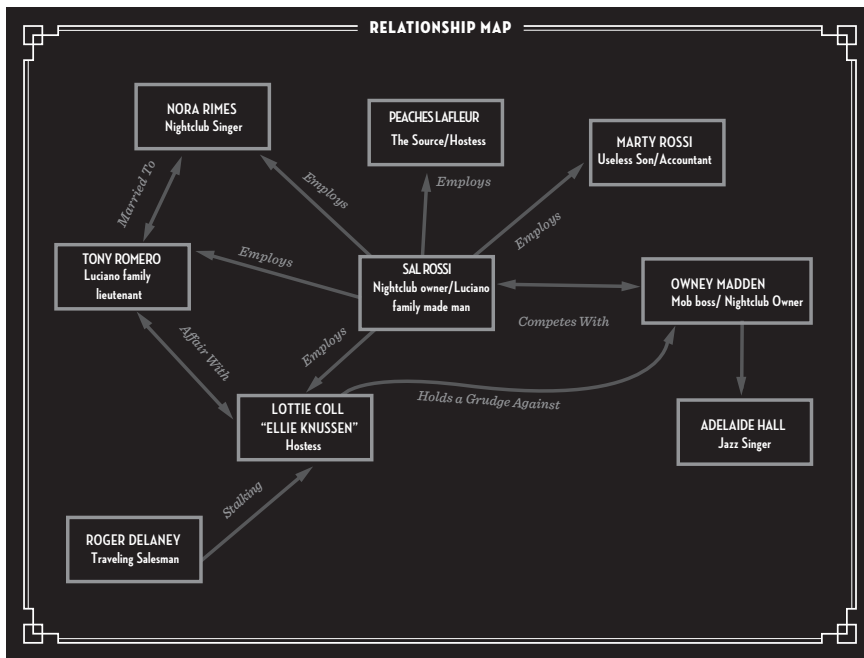 RELATIONSHIP MAP
NORA RIMES
Nightclub Singer
PEACHES LAFLEUR
The Source/Hostess
MARTY ROSSI
Useless Son/Accountant
Married To
Employs
Employs
Employs
TONY ROMERO
Luciano family
lieutenant
Employs
SAL ROSSI
Nightclub owner/Luciano
family made man
OWNEY MADDEN
Mob boss/ Nightclub Owner
Competes With
Affair With
Employs
Holds a Grudge Against
LOTTIE COLL
“ELLIE KNUSSEN”
Hostess
ADELAIDE HALL
Jazz Singer
Stalking
ROGER DELANEY
Traveling Salesman